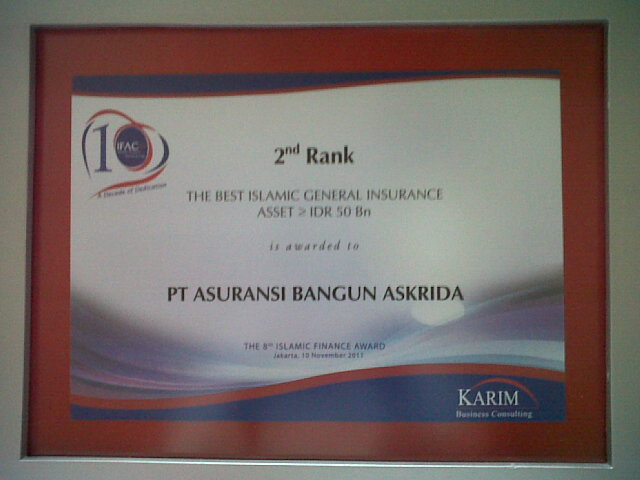 10
IFAC
A Decade of Dedication
2nd Rank
THE BEST ISLAMIC GENERAL INSURANCE
ASSET ≥ IDR 50 Bn
is awarded to
PT ASURANSI BANGUN ASKRIDA
THE 8th ISLAMIC FINANCE AWARD
Jakarta, 10 November 2011
KARIM
Business Consulting